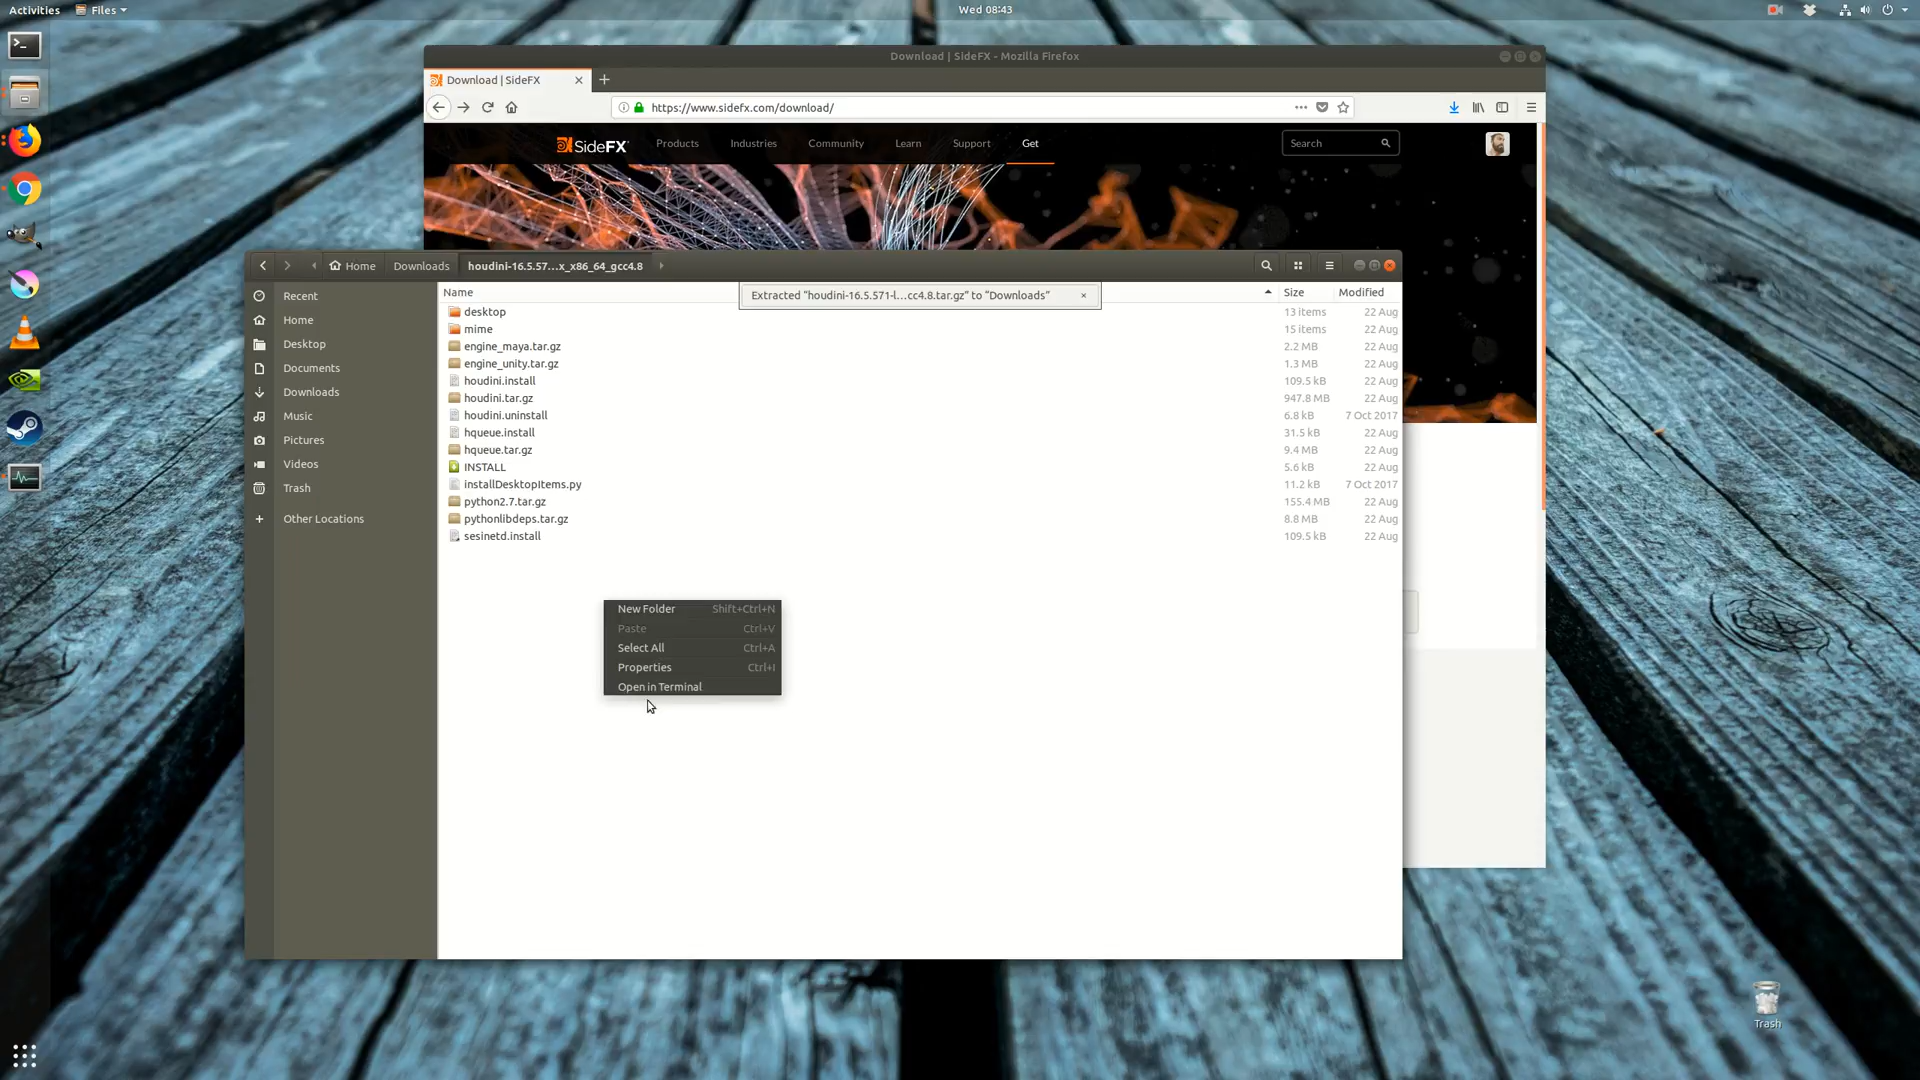 Activities Files Wed 08:43
Download | SideFX - Mozilla Firefox
Download | SideFX
https://www.sidefx.com/download/
SideFX Products Industries Community Learn Support Get Search
Home Downloads houdini-16.5.57...x_x86_64_gcc4.8
Recent
Home
Desktop
Documents
Downloads
Music
Pictures
Videos
Trash
Other Locations
Name Size Modified
Extracted “houdini-16.5.571-l...cc4.8.tar.gz” to “Downloads”
desktop 13 items 22 Aug
mime 15 items 22 Aug
engine_maya.tar.gz 2.2 MB 22 Aug
engine_unity.tar.gz 1.3 MB 22 Aug
houdini.install 109.5 kB 22 Aug
houdini.tar.gz 947.8 MB 22 Aug
houdini.uninstall 6.8 kB 7 Oct 2017
hqueue.install 31.5 kB 22 Aug
hqueue.tar.gz 9.4 MB 22 Aug
INSTALL 5.6 kB 22 Aug
installDesktopItems.py 11.2 kB 7 Oct 2017
python2.7.tar.gz 155.4 MB 22 Aug
pythonlibdeps.tar.gz 8.8 MB 22 Aug
sesinetd.install 109.5 kB 22 Aug
New Folder Shift+Ctrl+N
Paste Ctrl+V
Select All Ctrl+A
Properties Ctrl+I
Open in Terminal
Trash